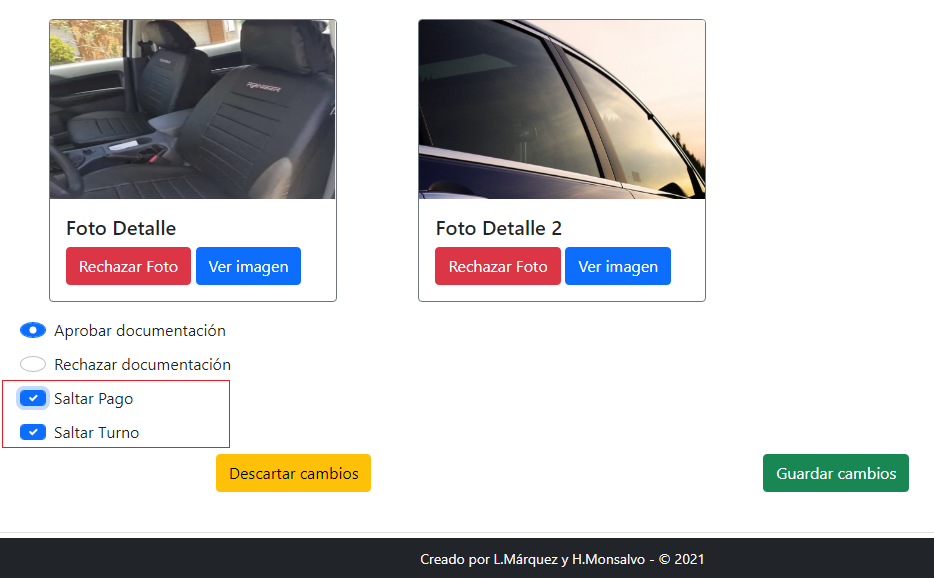 RANGER
Foto Detalle
Foto Detalle 2
Rechazar Foto
Ver imagen
Rechazar Foto
Ver imagen
Aprobar documentación
Rechazar documentación
Saltar Pago
Saltar Turno
Descartar cambios
Guardar cambios
Creado por L.Márquez y H.Monsalvo - © 2021